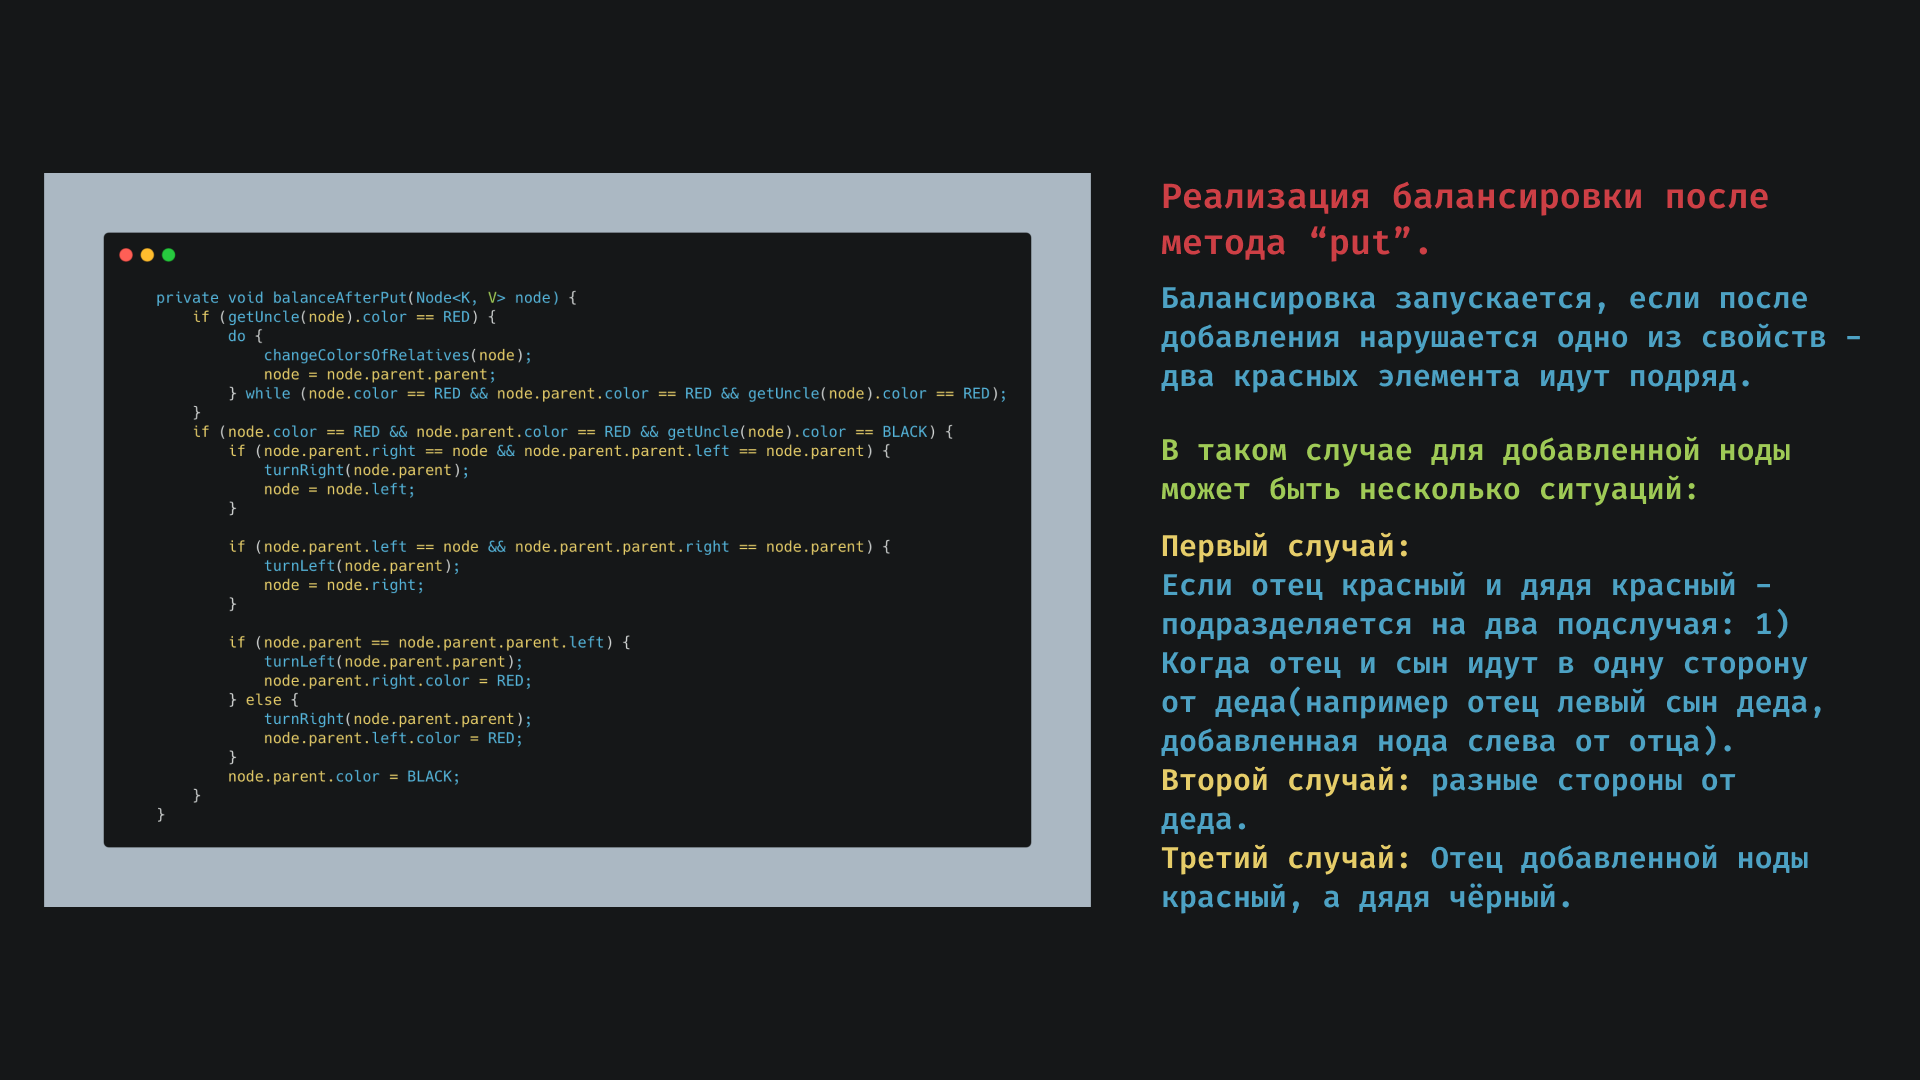 private void balanceAfterPut(Node<K, V> node) {
    if (getUncle(node).color == RED) {
        do {
            changeColorsOfRelatives(node);
            node = node.parent.parent;
        } while (node.color == RED && node.parent.color == RED && getUncle(node).color == RED);
    }
    if (node.color == RED && node.parent.color == RED && getUncle(node).color == BLACK) {
        if (node.parent.right == node && node.parent.parent.left == node.parent) {
            turnRight(node.parent);
            node = node.left;
        }

        if (node.parent.left == node && node.parent.parent.right == node.parent) {
            turnLeft(node.parent);
            node = node.right;
        }

        if (node.parent == node.parent.parent.left) {
            turnLeft(node.parent.parent);
            node.parent.right.color = RED;
        } else {
            turnRight(node.parent.parent);
            node.parent.left.color = RED;
        }
        node.parent.color = BLACK;
    }
}
Реализация балансировки после
метода “put”.
Балансировка запускается, если после
добавления нарушается одно из свойств –
два красных элемента идут подряд.
В таком случае для добавленной ноды
может быть несколько ситуаций:
Первый случай:
Если отец красный и дядя красный –
подразделяется на два подслучая: 1)
Когда отец и сын идут в одну сторону
от деда(например отец левый сын деда,
добавленная нода слева от отца).
Второй случай: разные стороны от
деда.
Третий случай: Отец добавленной ноды
красный, а дядя чёрный.